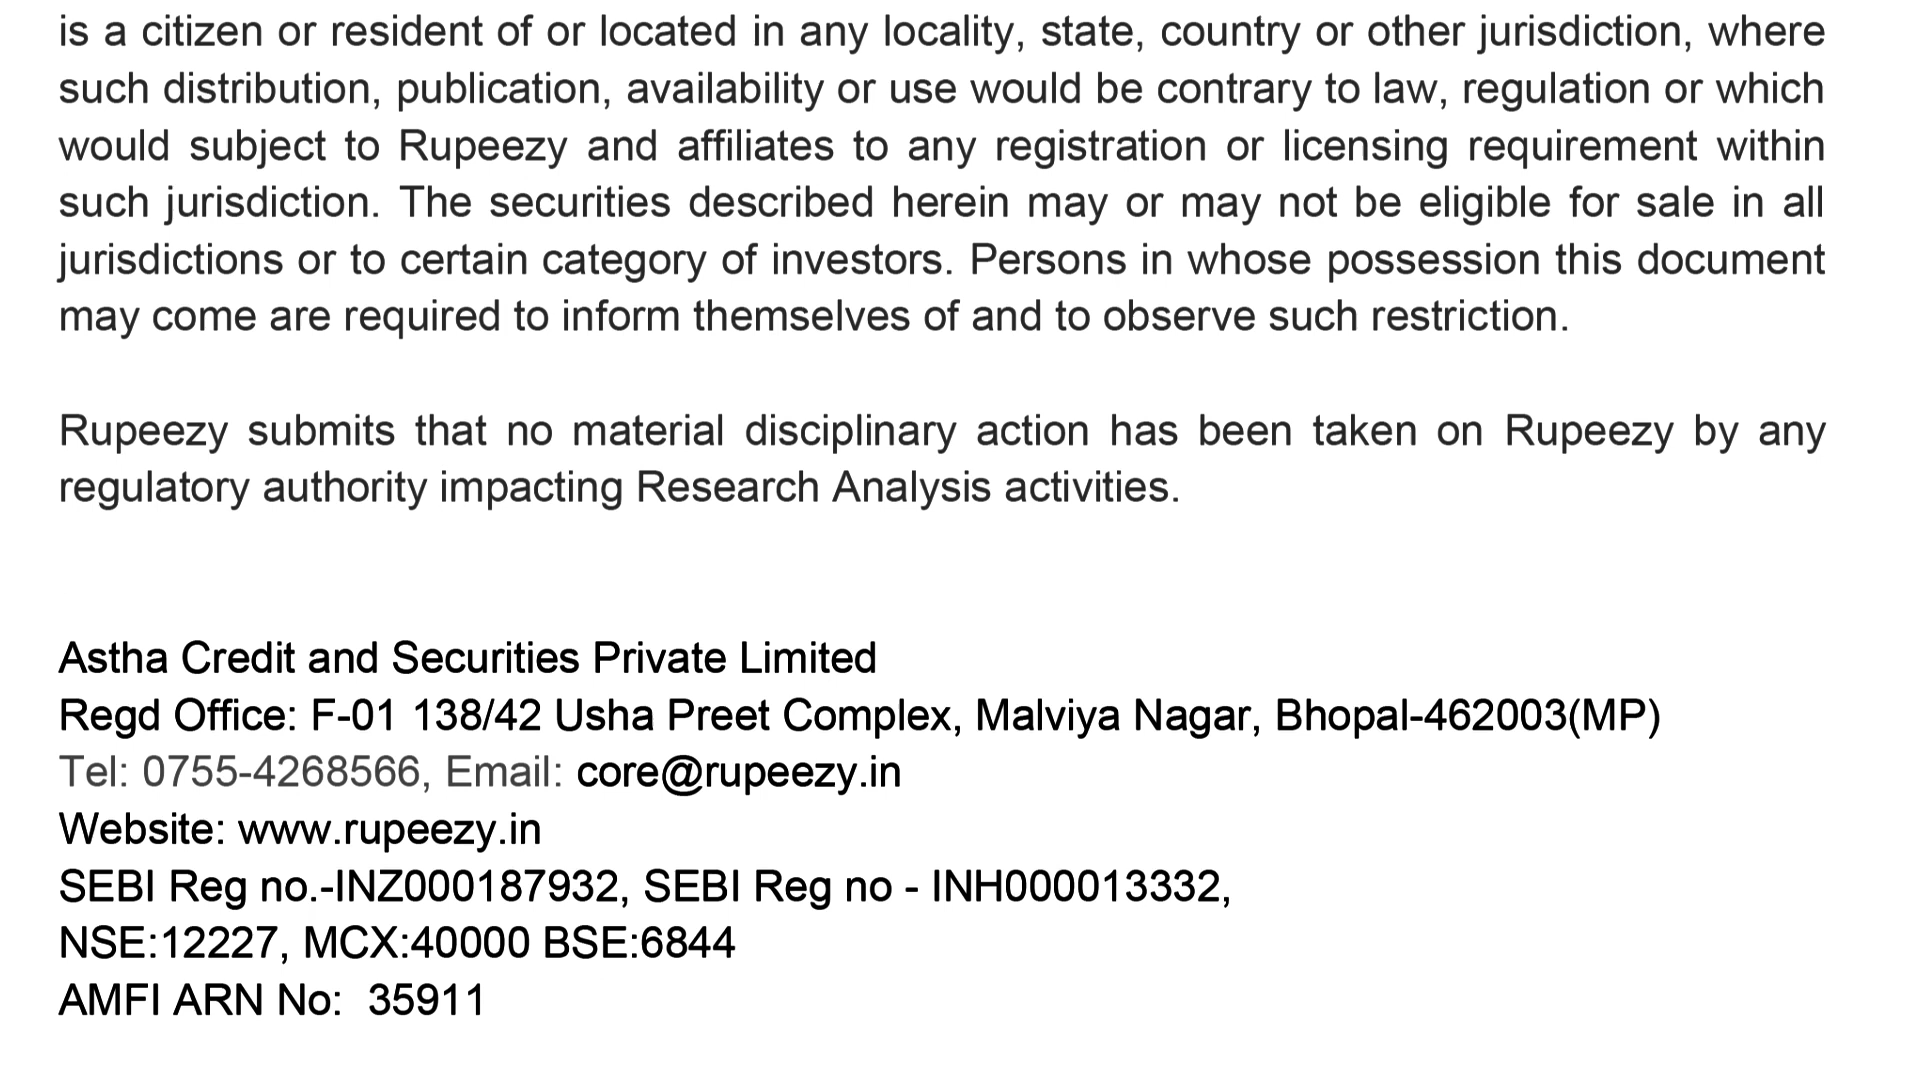 is a citizen or resident of or located in any locality, state, country or other jurisdiction, where
such distribution, publication, availability or use would be contrary to law, regulation or which
would subject to Rupeezy and affiliates to any registration or licensing requirement within
such jurisdiction. The securities described herein may or may not be eligible for sale in all
jurisdictions or to certain category of investors. Persons in whose possession this document
may come are required to inform themselves of and to observe such restriction.
Rupeezy submits that no material disciplinary action has been taken on Rupeezy by any
regulatory authority impacting Research Analysis activities.
Astha Credit and Securities Private Limited
Regd Office: F-01 138/42 Usha Preet Complex, Malviya Nagar, Bhopal-462003(MP)
Tel: 0755-4268566, Email: core@rupeezy.in
Website: www.rupeezy.in
SEBI Reg no.-INZ000187932, SEBI Reg no - INH000013332,
NSE:12227, MCX:40000 BSE:6844
AMFI ARN No:  35911